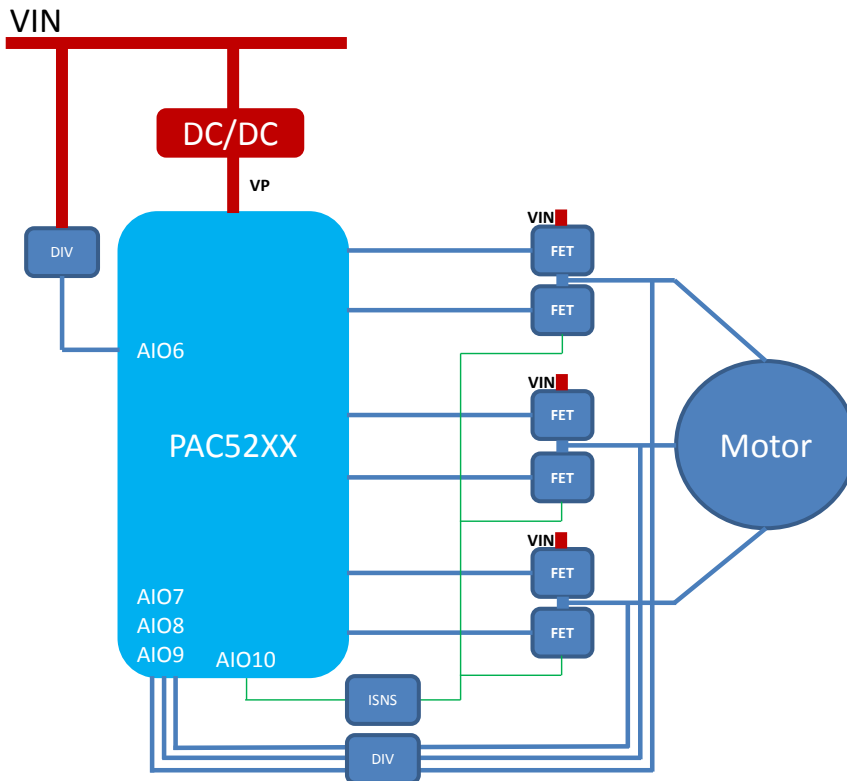 VIN
DC/DC
VP
VIN
DIV
FET
FET
AIO6
VIN
FET
PAC52XX
Motor
FET
VIN
FET
AIO7
AIO8
FET
AIO9
AIO10
ISNS
DIV